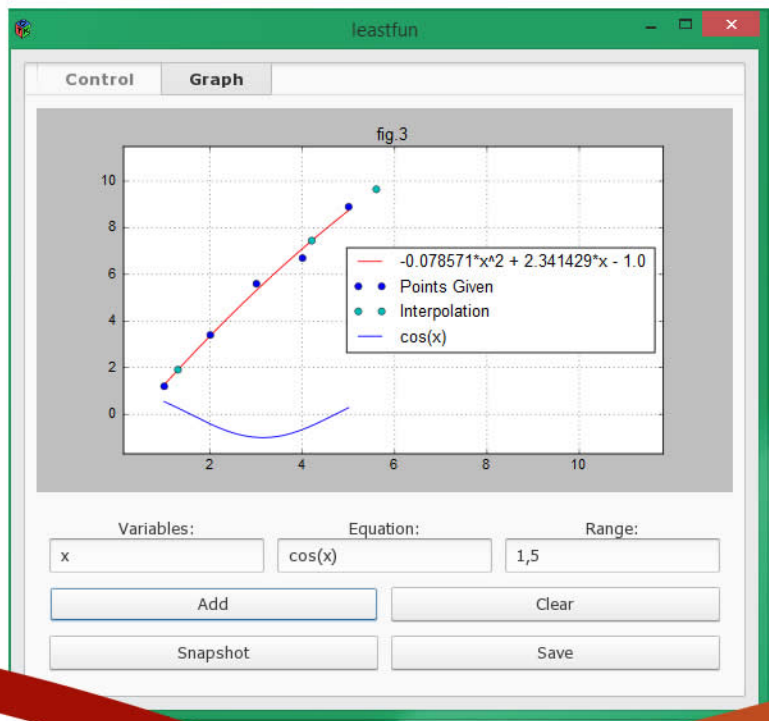 leastfun
Control Graph
fig.3
10
8
6
4
2
0
-0.078571*x^2 + 2.341429*x - 1.0
Points Given
Interpolation
cos(x)
2 4 6 8 10
Variables: Equation: Range:
x cos(x) 1,5
Add Clear
Snapshot Save